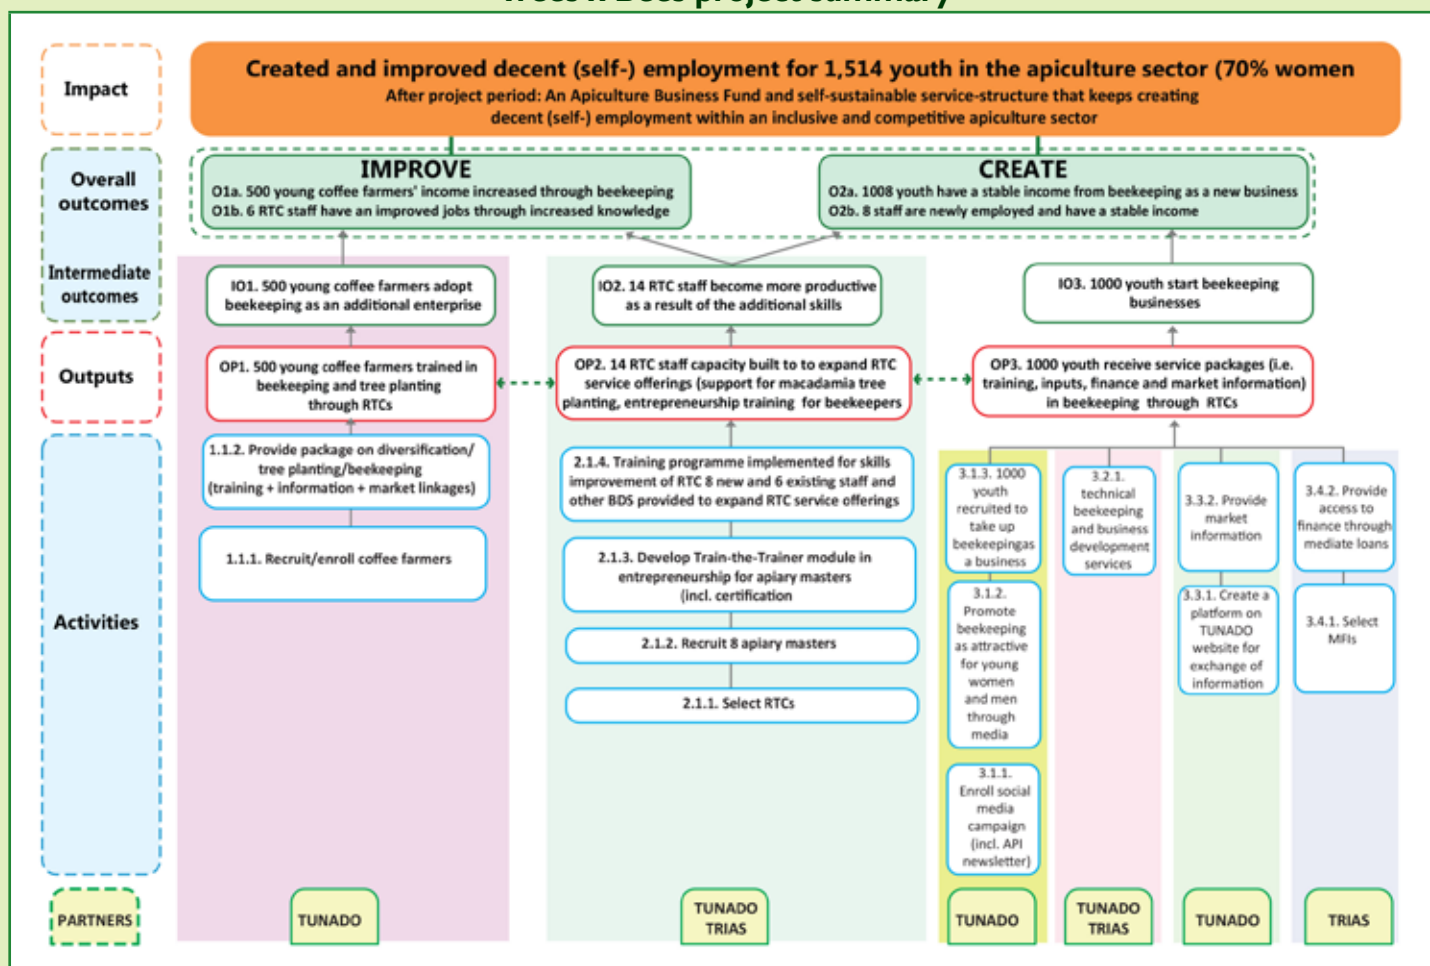 project summary
Impact
Created and improved decent (self-) employment for 1,514 youth in the apiculture sector (70% women
After project period: An Apiculture Business Fund and self-sustainable service-structure that keeps creating
decent (self-) employment within an inclusive and competitive apiculture sector
Overall
outcomes
IMPROVE
O1a. 500 young coffee farmers' income increased through beekeeping
O1b. 6 RTC staff have an improved jobs through increased knowledge
CREATE
O2a. 1008 youth have a stable income from beekeeping as a new business
O2b. 8 staff are newly employed and have a stable income
Intermediate
outcomes
IO1. 500 young coffee farmers adopt
beekeeping as an additional enterprise
IO2. 14 RTC staff become more productive
as a result of the additional skills
IO3. 1000 youth start beekeeping
businesses
Outputs
OP1. 500 young coffee farmers trained in
beekeeping and tree planting
through RTCs
OP2. 14 RTC staff capacity built to to expand RTC
service offerings (support for macadamia tree
planting, entrepreneurship training for beekeepers
OP3. 1000 youth receive service packages (i.e.
training, inputs, finance and market information)
in beekeeping through RTCs
Activities
1.1.2. Provide package on diversification/
tree planting/beekeeping
(training + information + market linkages)
1.1.1. Recruit/enroll coffee farmers
2.1.4. Training programme implemented for skills
improvement of RTC 8 new and 6 existing staff and
other BDS provided to expand RTC service offerings
2.1.3. Develop Train-the-Trainer module in
entrepreneurship for apiary masters
(incl. certification
2.1.2. Recruit 8 apiary masters
2.1.1. Select RTCs
3.1.3. 1000
youth
recruited to
take up
beekeepingas
a business
3.1.2.
Promote
beekeeping
as attractive
for young
women
and men
through
media
3.1.1.
Enroll social
media
campaign
(incl. API
newsletter)
3.2.1.
technical
beekeeping
and business
development
services
3.3.2. Provide
market
information
3.3.1. Create a
platform on
TUNADO
website for
exchange of
information
3.4.2. Provide
access to
finance through
mediate loans
3.4.1. Select
MFIs
PARTNERS
TUNADO
TUNADO
TRIAS
TUNADO
TUNADO
TRIAS
TUNADO
TRIAS